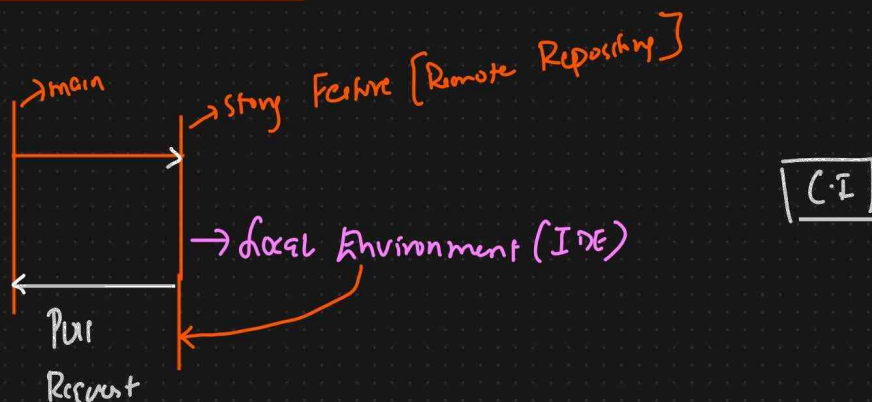 main
Story Feature [Remote Repository]
C.I
Local Environment (IDE)
Pull
Request